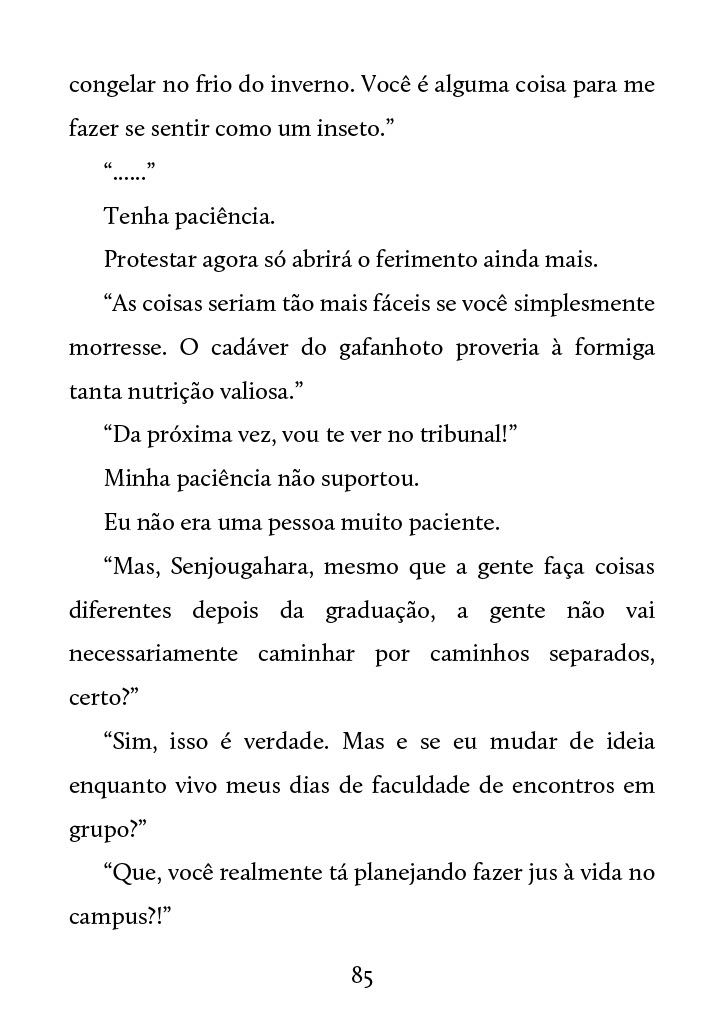 congelar no frio do inverno. Você é alguma coisa para me
fazer se sentir como um inseto.”
“......”
Tenha paciência.
Protestar agora só abrirá o ferimento ainda mais.
“As coisas seriam tão mais fáceis se você simplesmente
morresse. O cadáver do gafanhoto proveria à formiga
tanta nutrição valiosa.”
“Da próxima vez, vou te ver no tribunal!”
Minha paciência não suportou.
Eu não era uma pessoa muito paciente.
“Mas, Senjougahara, mesmo que a gente faça coisas
diferentes depois da graduação, a gente não vai
necessariamente caminhar por caminhos separados,
certo?”
“Sim, isso é verdade. Mas e se eu mudar de ideia
enquanto vivo meus dias de faculdade de encontros em
grupo?”
“Que, você realmente tá planejando fazer jus à vida no
campus?!”
85